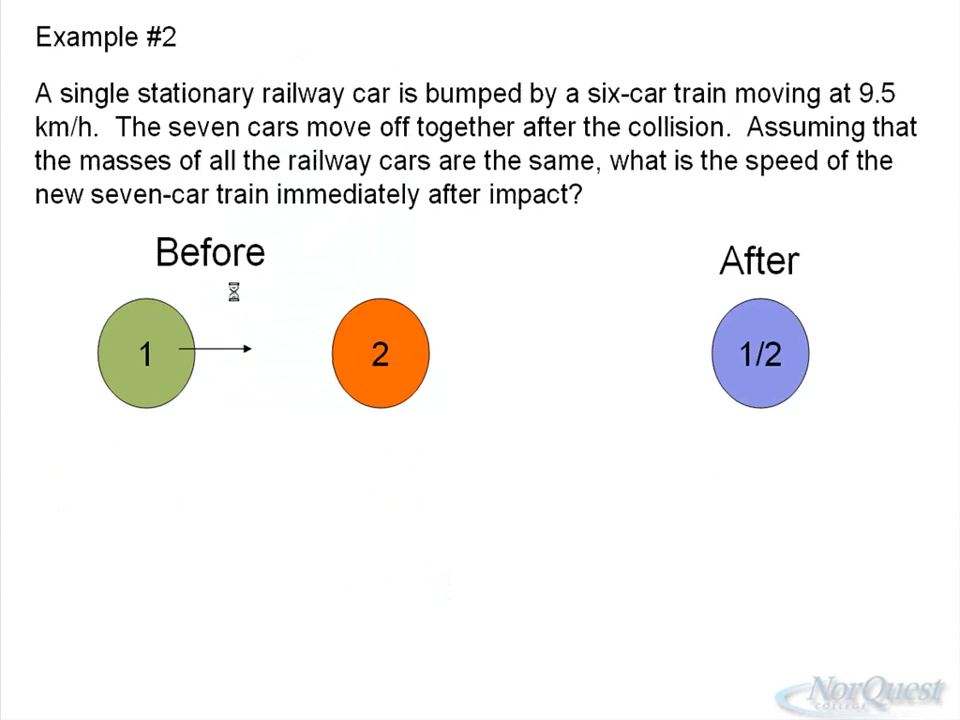 Example #2
A single stationary railway car is bumped by a six-car train moving at 9.5
km/h.  The seven cars move off together after the collision.  Assuming that
the masses of all the railway cars are the same, what is the speed of the
new seven-car train immediately after impact?
Before
After
1
2
1/2
NorQuest
COLLEGE